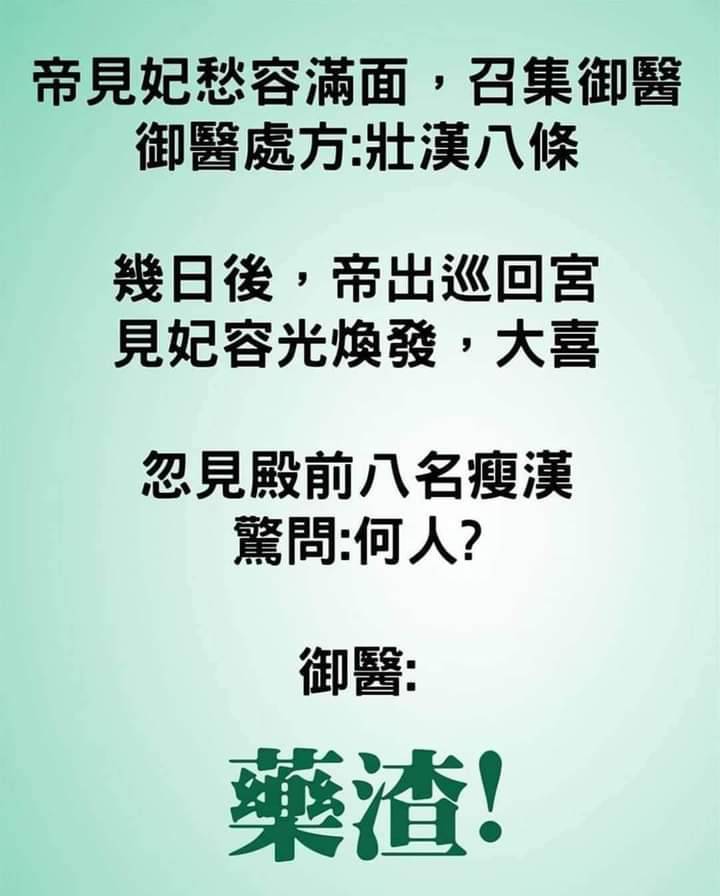 帝見妃愁容滿面，召集御醫
御醫處方:壯漢八條
幾日後，帝出巡回宮
見妃容光煥發，大喜
忽見殿前八名瘦漢
驚問:何人?
御醫:
藥渣!